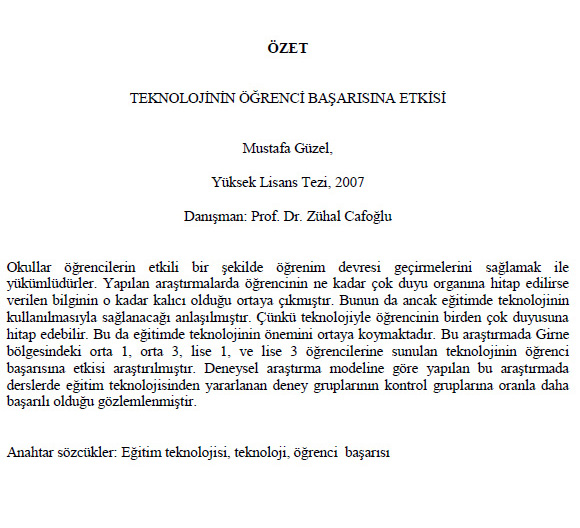 ÖZET
TEKNOLOJİNİN ÖĞRENCİ BAŞARISINA ETKİSİ
Mustafa Güzel,
Yüksek Lisans Tezi, 2007
Danışman: Prof. Dr. Zühal Cafoğlu
Okullar öğrencilerin etkili bir şekilde öğrenim devresi geçirmelerini sağlamak ile
yükümlüdürler. Yapılan araştırmalarda öğrencinin ne kadar çok duyu organına hitap edilirse
verilen bilginin o kadar kalıcı olduğu ortaya çıkmıştır. Bunun da ancak eğitimde teknolojinin
kullanılmasıyla sağlanacağı anlaşılmıştır. Çünkü teknolojiyle öğrencinin birden çok duyusuna
hitap edebilir. Bu da eğitimde teknolojinin önemini ortaya koymaktadır. Bu araştırmada Girne
bölgesindeki orta 1, orta 3, lise 1, ve lise 3 öğrencilerine sunulan teknolojinin öğrenci
başarısına etkisi araştırılmıştır. Deneysel araştırma modeline göre yapılan bu araştırmada
derslerde eğitim teknolojisinden yararlanan deney gruplarının kontrol gruplarına oranla daha
başarılı olduğu gözlemlenmiştir.
Anahtar sözcükler: Eğitim teknolojisi, teknoloji, öğrenci başarısı